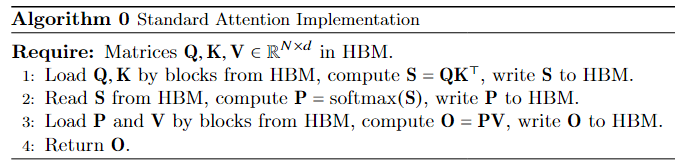 Algorithm 0 Standard Attention Implementation
Require: Matrices Q, K, V ∈ ℝᴺˣᵈ in HBM.
1: Load Q, K by blocks from HBM, compute S = QK⊤, write S to HBM.
2: Read S from HBM, compute P = softmax(S), write P to HBM.
3: Load P and V by blocks from HBM, compute O = PV, write O to HBM.
4: Return O.